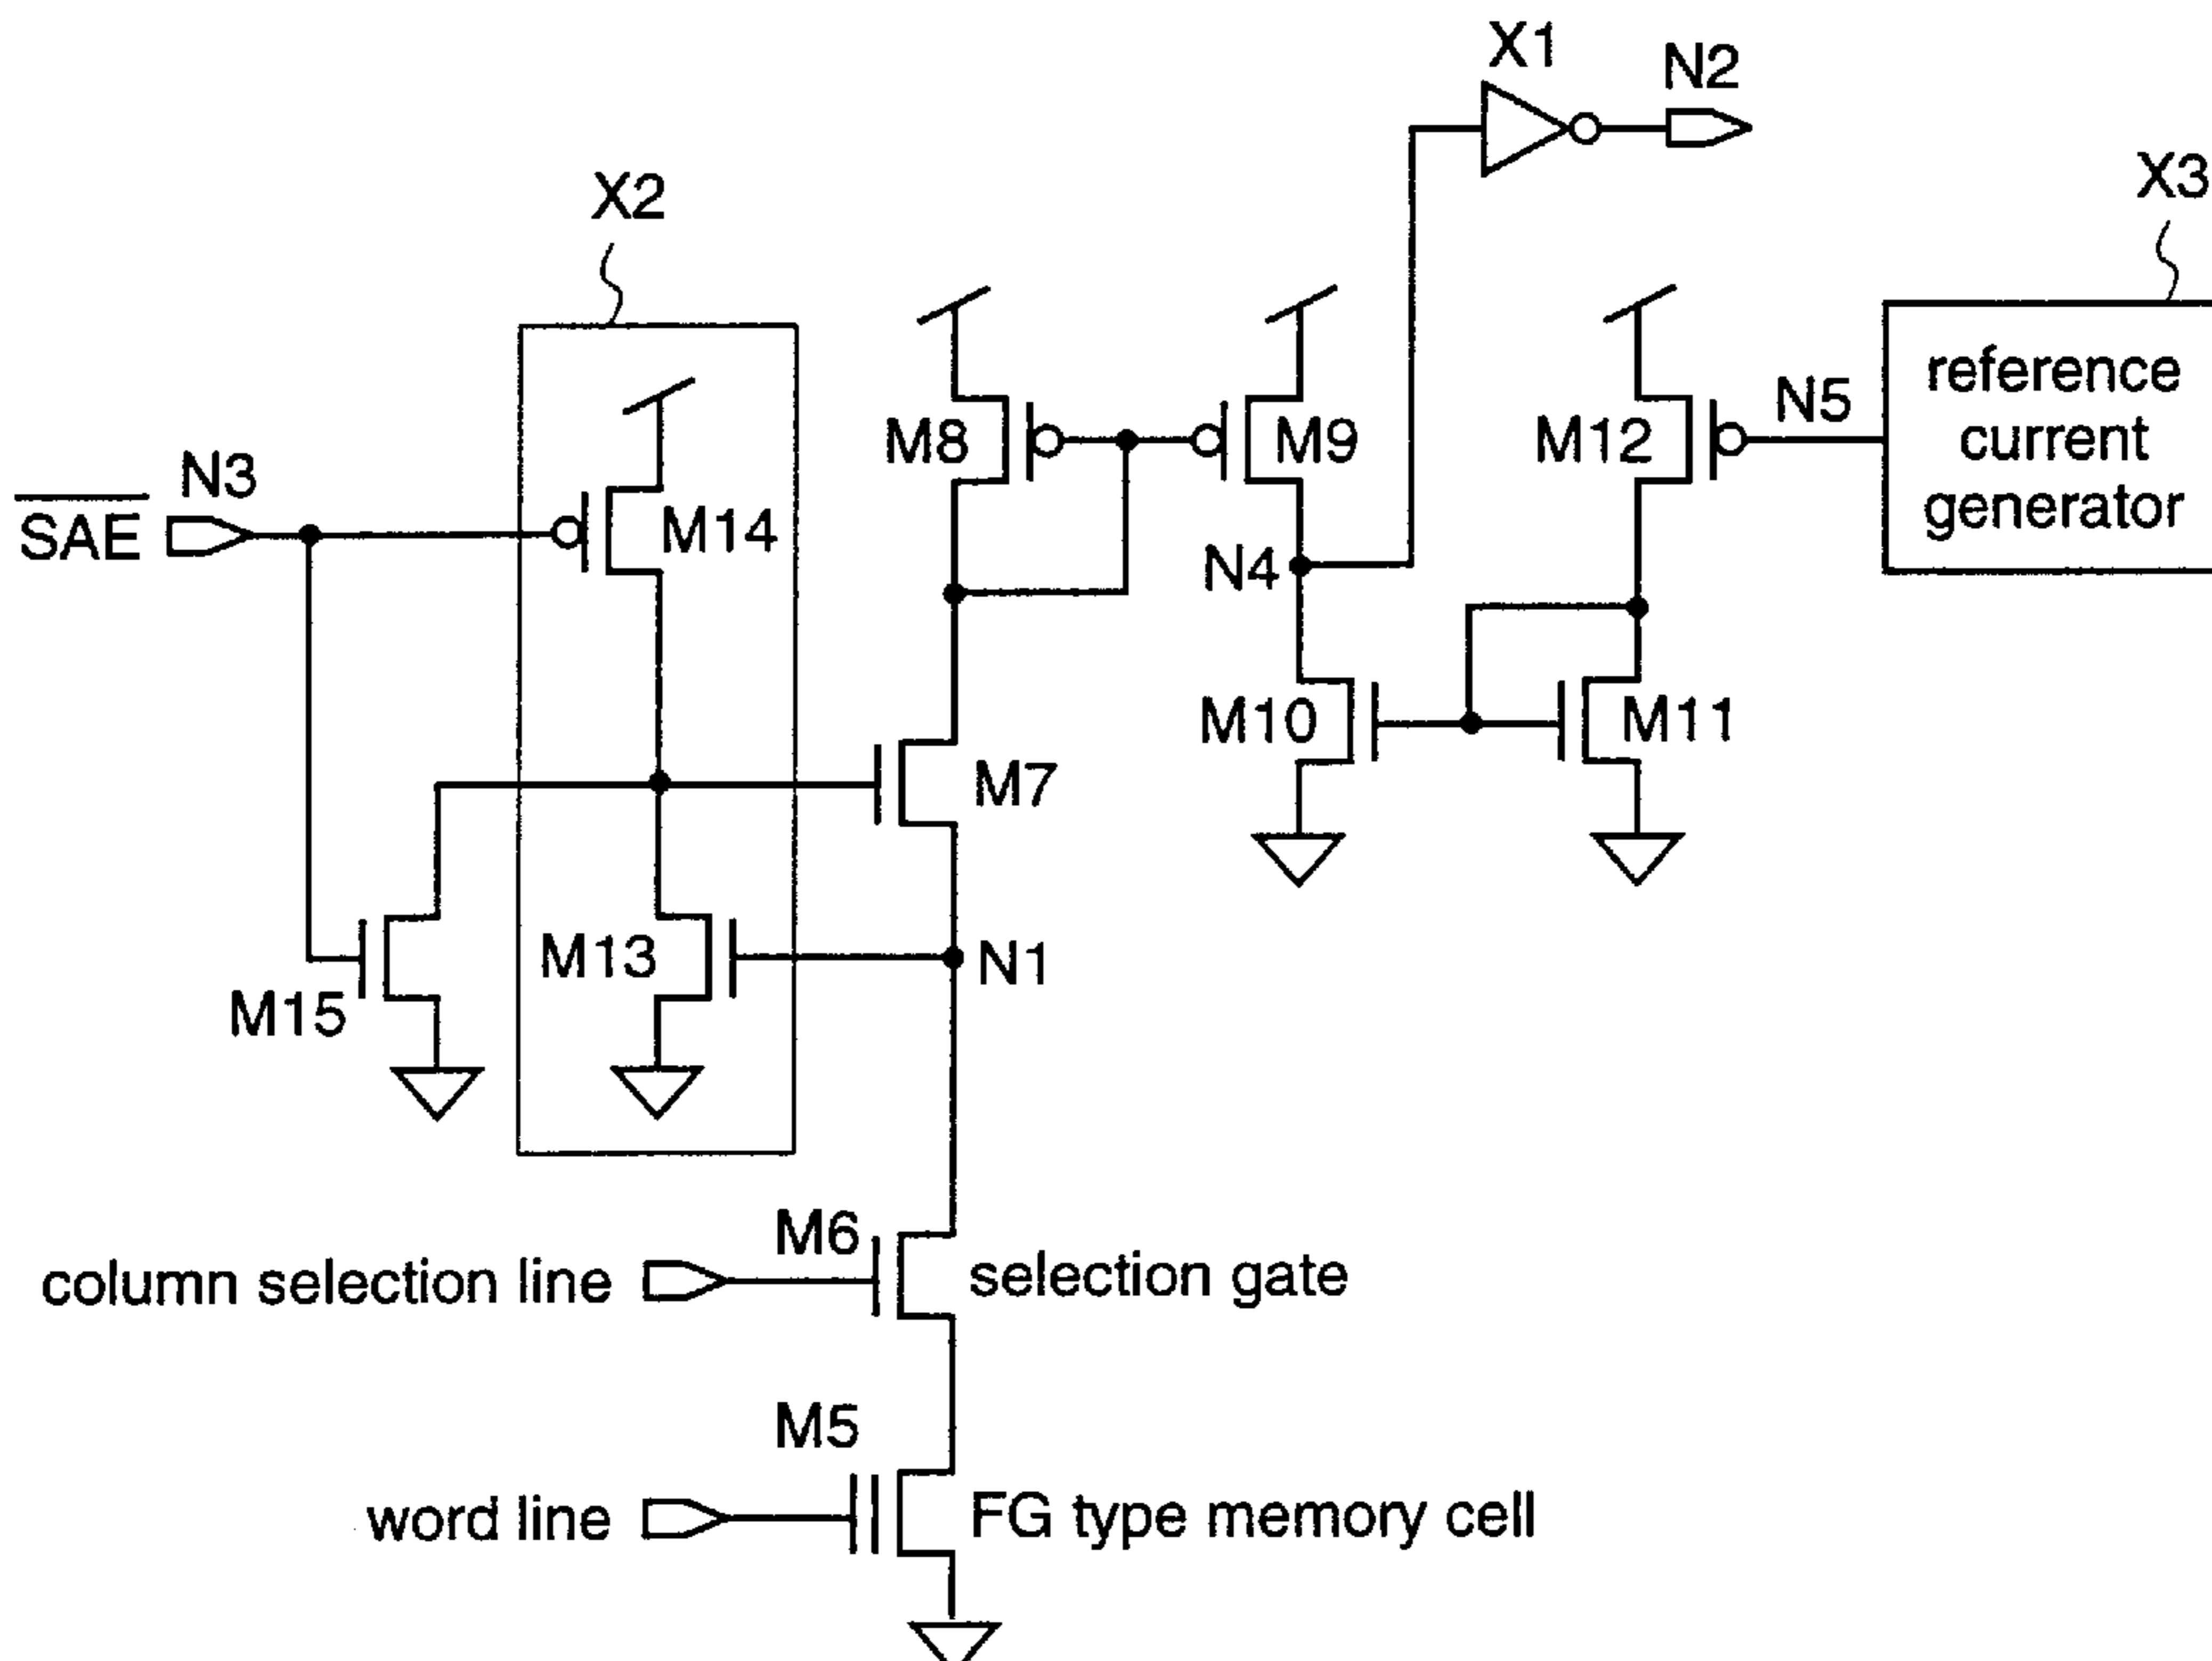 X1
N2
X2
X3
M8
M9
M12
N5
reference
current
generator
N3
SAE
M14
N4
M10
M11
M7
M13
N1
M15
M6
column selection line
selection gate
M5
word line
FG type memory cell